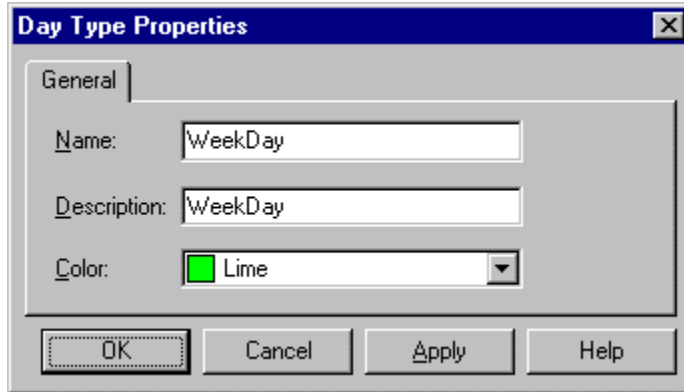 Day Type Properties
General
Name: WeekDay
Description: WeekDay
Color: Lime
OK Cancel Apply Help